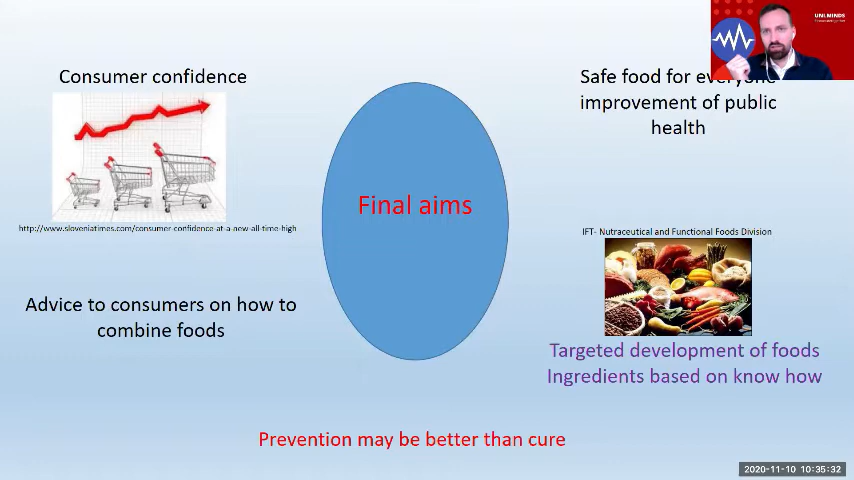 UNI.MINDS
Consumer confidence
Safe food for everyone
improvement of public
health
Final aims
http://www.sloveniatimes.com/consumer-confidence-at-a-new-all-time-high
IFT- Nutraceutical and Functional Foods Division
Advice to consumers on how to
combine foods
Targeted development of foods
Ingredients based on know how
Prevention may be better than cure
2020-11-10 10:35:32